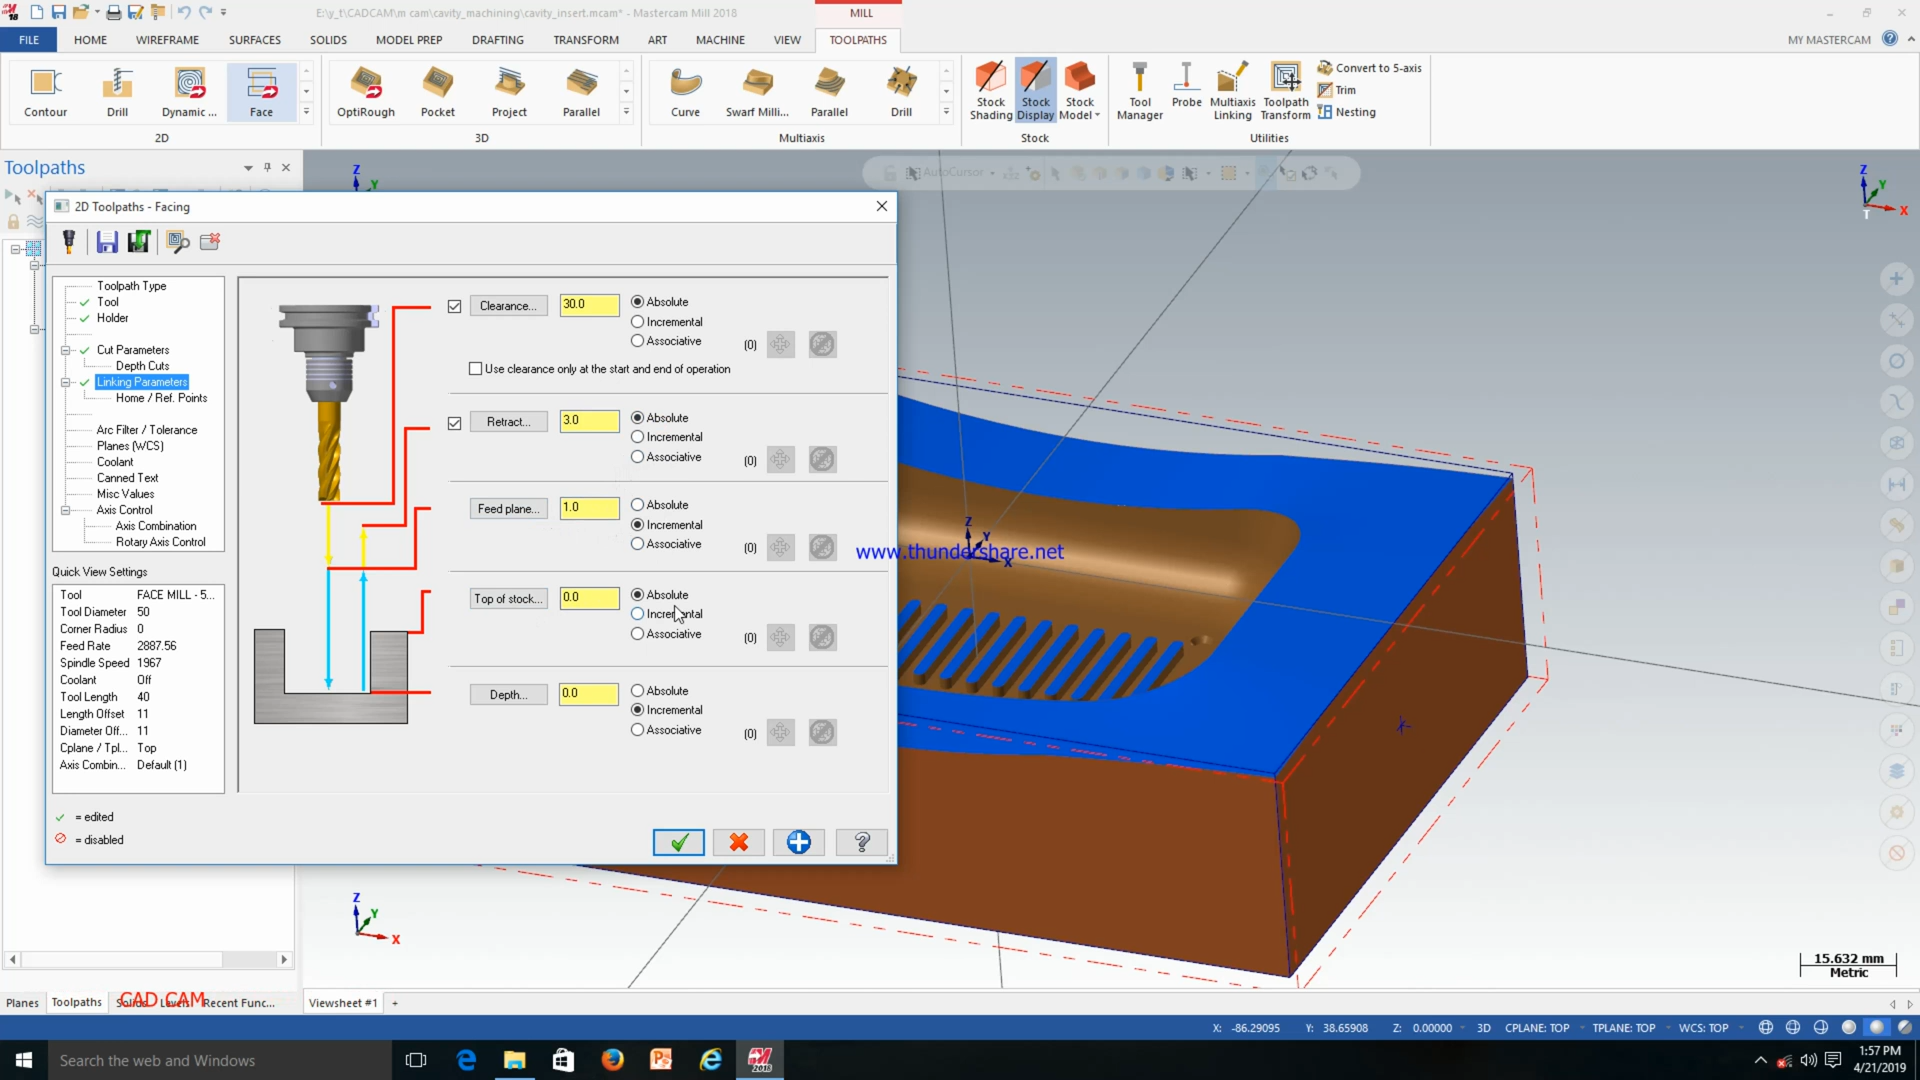 E:\y_t\CADCAM\m cam\cavity_machining\cavity_insert.mcam* - Mastercam Mill 2018
MILL
FILE HOME WIREFRAME SURFACES SOLIDS MODEL PREP DRAFTING TRANSFORM ART MACHINE VIEW TOOLPATHS MY MASTERCAM
Contour Drill Dynamic ... Face OptiRough Pocket Project Parallel Curve Swarf Milli... Parallel Drill
Stock Shading Stock Display Stock Model Tool Manager Probe Multiaxis Linking Toolpath Transform
Convert to 5-axis
Trim
Nesting
2D 3D Multiaxis Stock Utilities
Toolpaths
AutoCursor
2D Toolpaths - Facing
Toolpath Type
Tool
Holder
Cut Parameters
Depth Cuts
Linking Parameters
Home / Ref. Points
Arc Filter / Tolerance
Planes (WCS)
Coolant
Canned Text
Misc Values
Axis Control
Axis Combination
Rotary Axis Control
Clearance... 30.0 Absolute
Incremental
Associative (0)
Use clearance only at the start and end of operation
Retract... 3.0 Absolute
Incremental
Associative (0)
Feed plane... 1.0 Absolute
Incremental
Associative (0)
Top of stock... 0.0 Absolute
Incremental
Associative (0)
Depth... 0.0 Absolute
Incremental
Associative (0)
Quick View Settings
Tool FACE MILL - 5...
Tool Diameter 50
Corner Radius 0
Feed Rate 2887.56
Spindle Speed 1967
Coolant Off
Tool Length 40
Length Offset 11
Diameter Off... 11
Cplane / Tpl... Top
Axis Combin... Default (1)
= edited
= disabled
www.thundershare.net
Z Y X
Z Y X T
Z Y
Z Y X
15.632 mm
Metric
Planes Toolpaths Solids Levels Recent Func...
CAD CAM
Viewsheet #1 +
X: -86.29095 Y: 38.65908 Z: 0.00000 3D CPLANE: TOP TPLANE: TOP WCS: TOP
Search the web and Windows
1:57 PM
4/21/2019